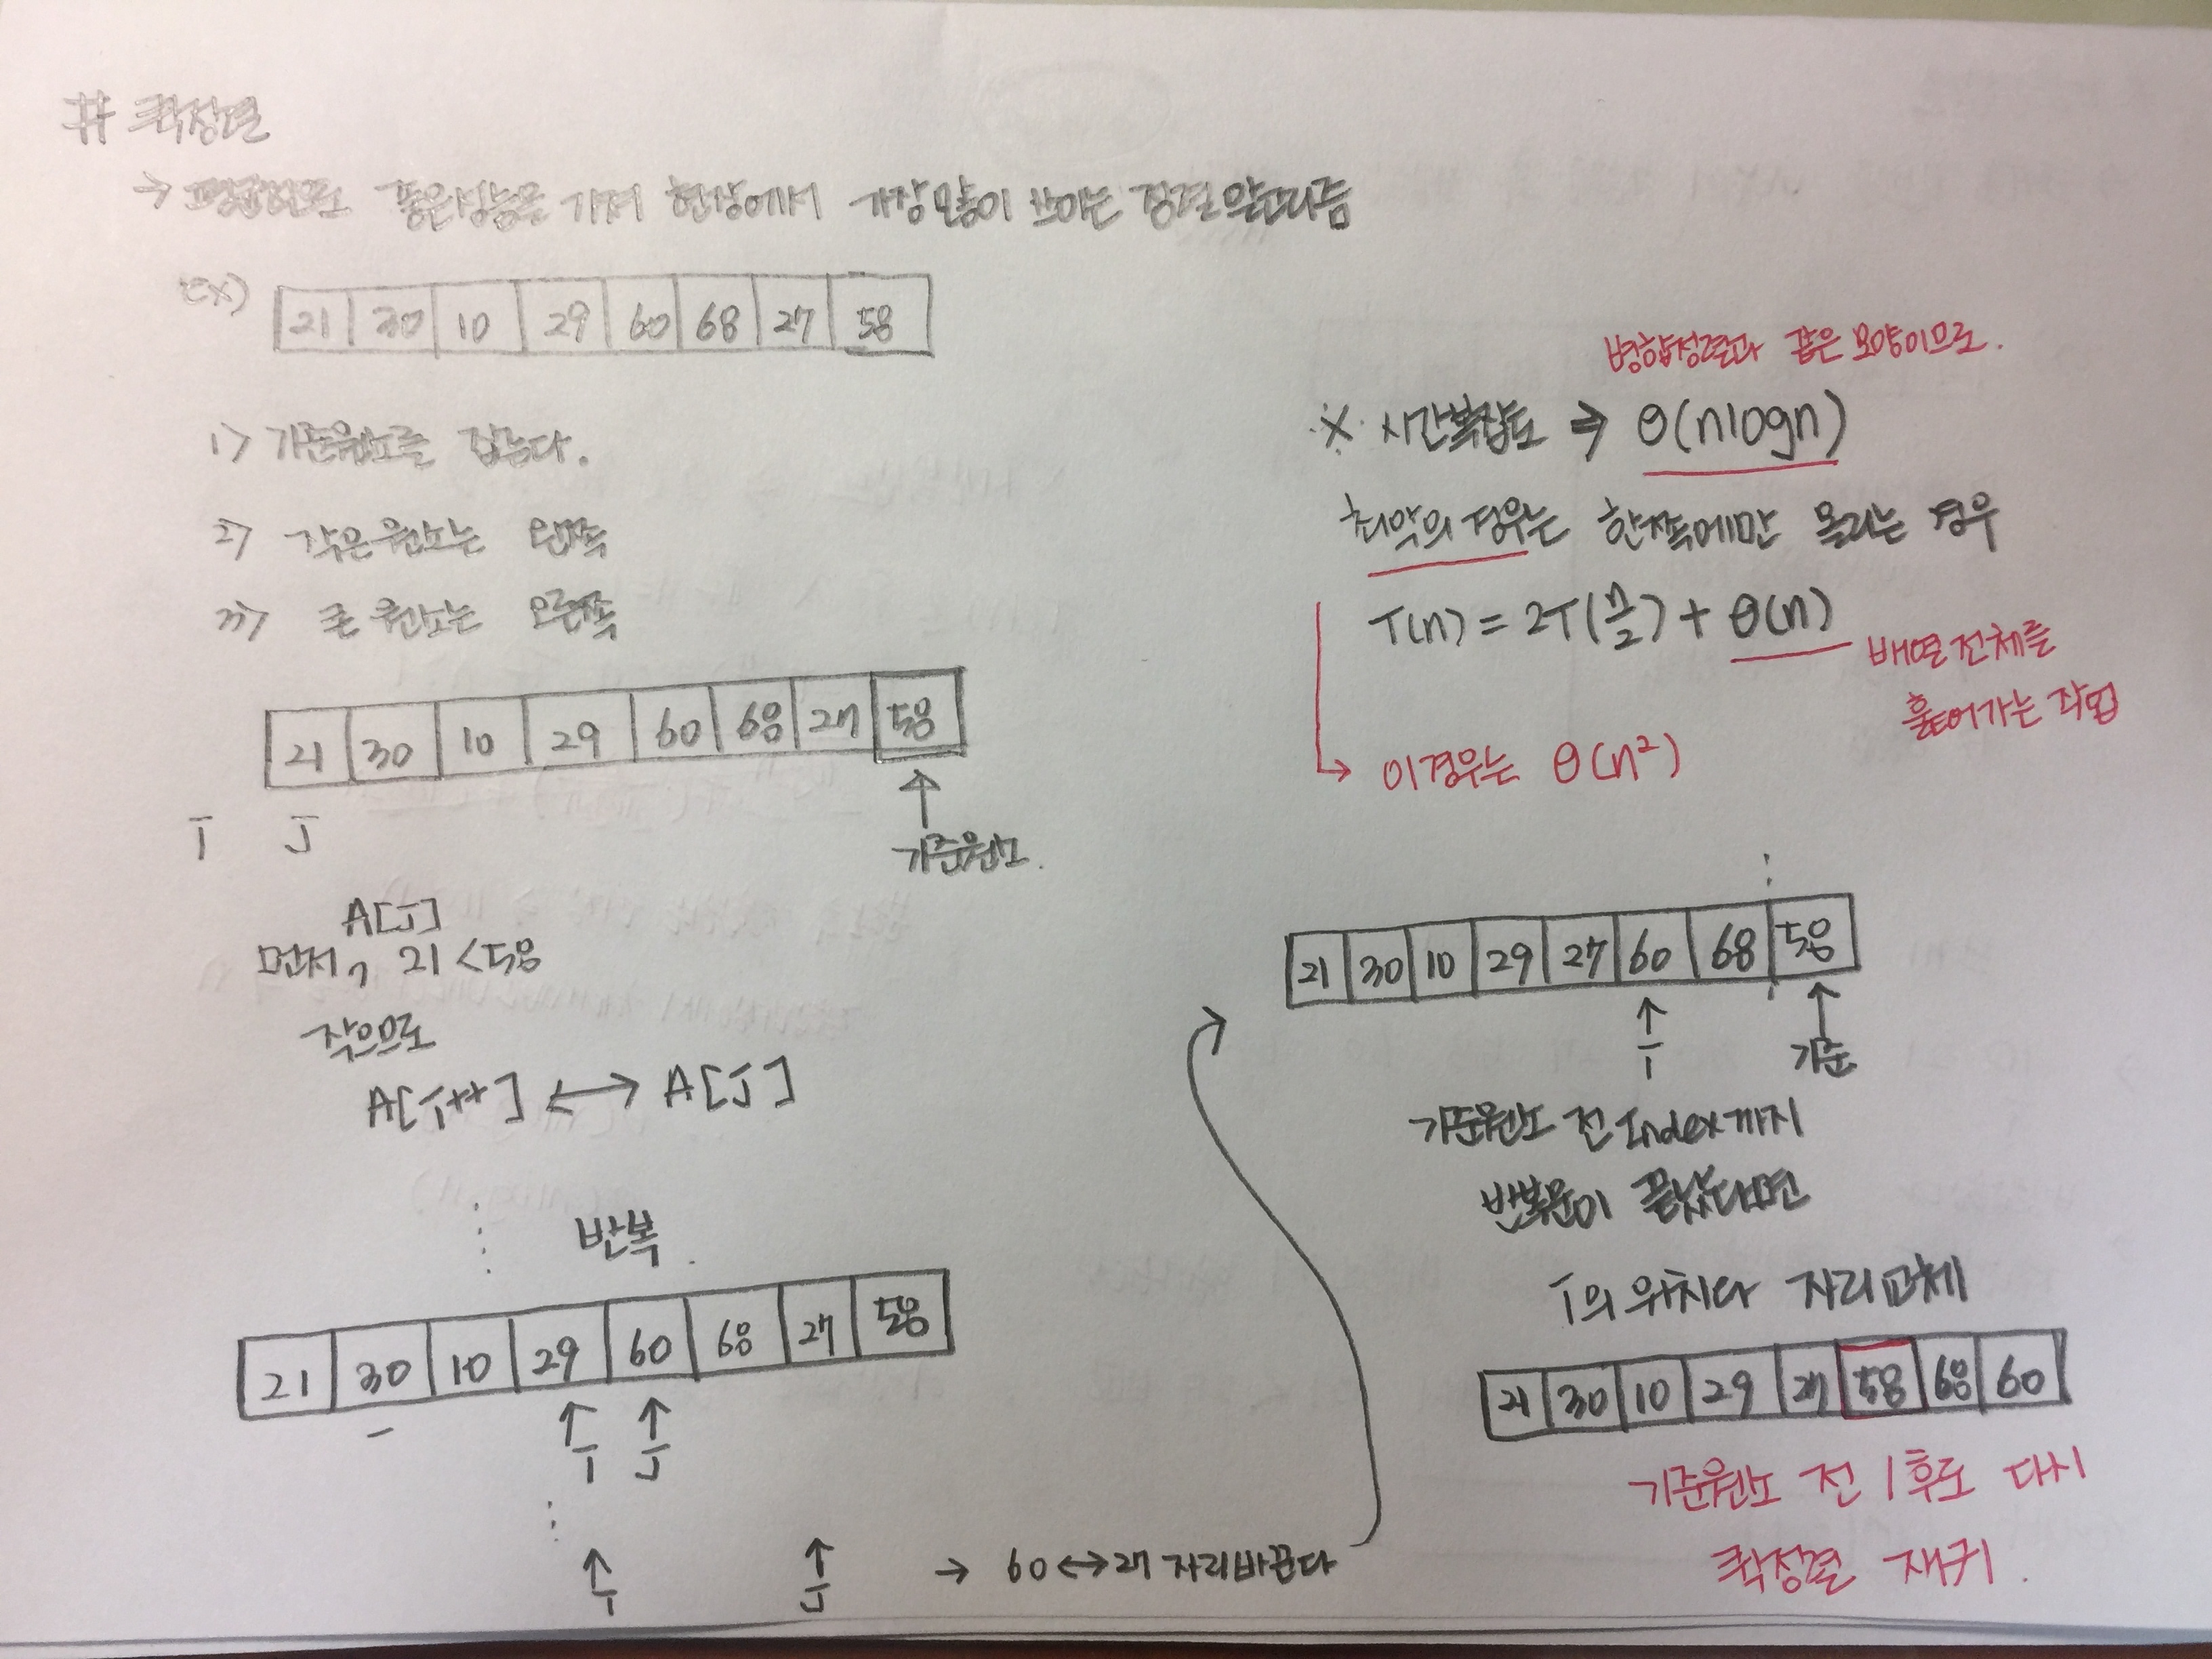 # 퀵정렬
→ 평균적으로 좋은성능을 가져 현장에서 가장 많이 쓰이는 정렬 알고리즘
EX) 21 30 10 29 60 68 27 58
1> 기준원소를 잡는다.
2> 작은 원소는 왼쪽
3> 큰 원소는 오른쪽
21 30 10 29 60 68 27 58
I J
기준원소.
A[J]
먼저, 21 < 58
작으므로
A[I++] ↔ A[J]
반복.
21 30 10 29 60 68 27 58
I J
I J → 60 ↔ 27 자리바꾼다
병합정렬과 같은 모양이므로.
※ 시간복잡도 ⇒ θ(nlogn)
최악의 경우는 한쪽에만 몰리는 경우
T(n) = 2T(n/2) + θ(n)
배열 전체를
훑어가는 작업
이경우는 θ(n²)
21 30 10 29 27 60 68 58
I 기준
기준원소 전 Index까지
반복문이 끝났다면
I의 위치다 자리교체
21 30 10 29 27 58 68 60
기준원소 전 / 후로 다시
퀵정렬 재귀.